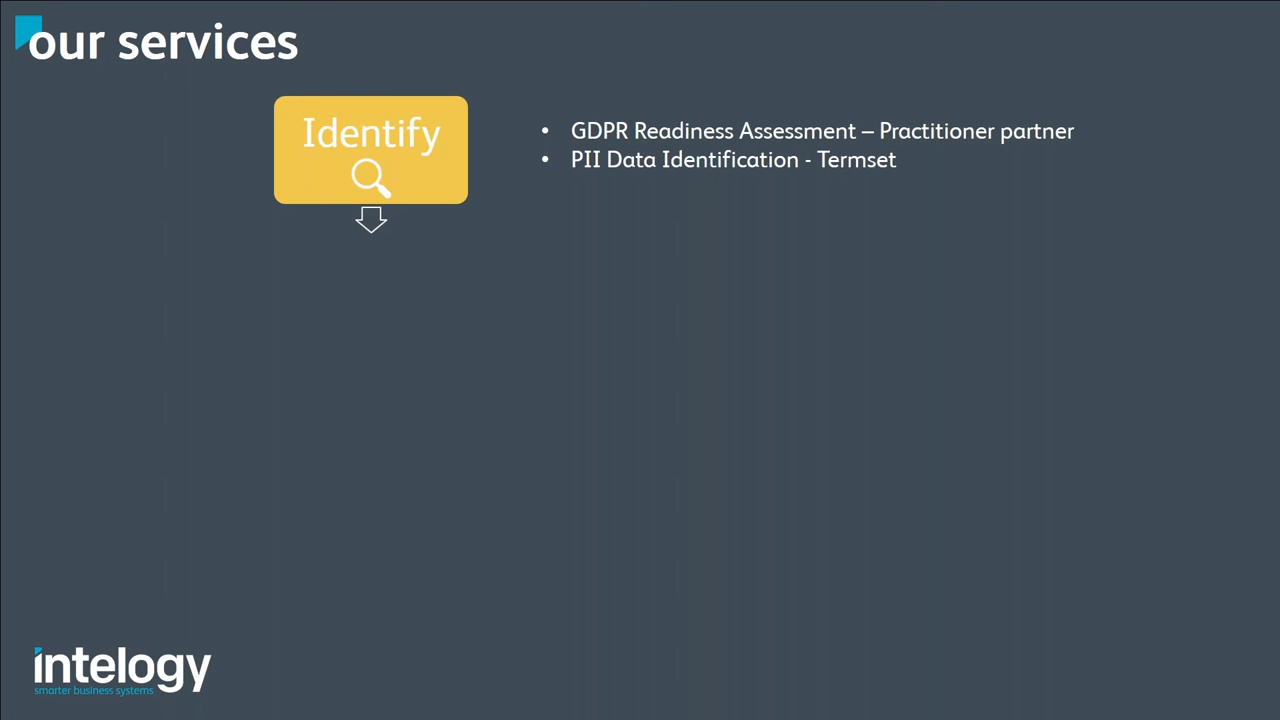 our services
Identify
• GDPR Readiness Assessment – Practitioner partner
• PII Data Identification - Termset
intelogy
smarter business systems